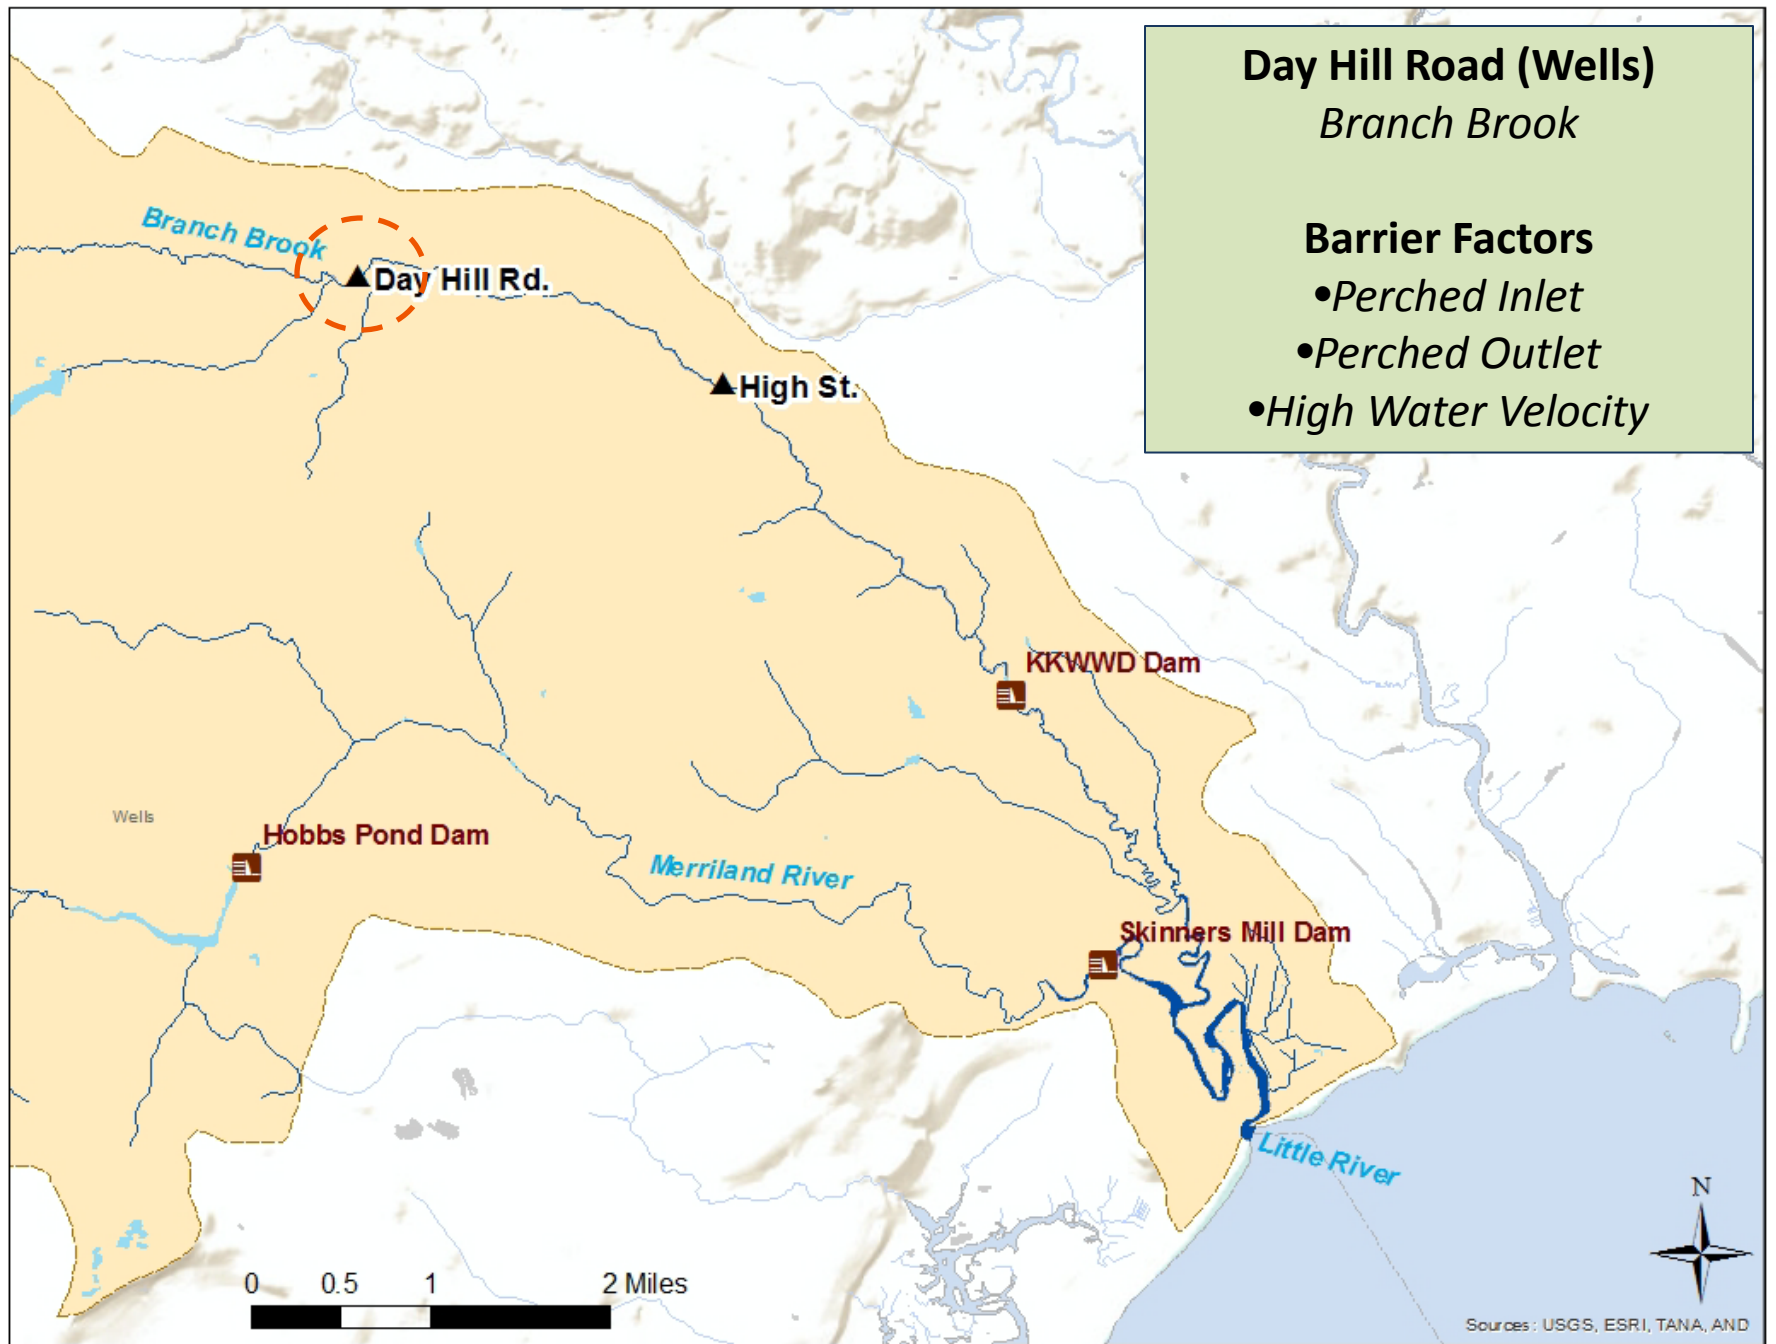 Day Hill Road (Wells)
Branch Brook
Barrier Factors
•Perched Inlet
•Perched Outlet
•High Water Velocity
Branch Brook
Day Hill Rd.
High St.
KKWWD Dam
Wells
Hobbs Pond Dam
Merriland River
Skinners Mill Dam
Little River
N
0 0.5 1 2 Miles
Sources: USGS, ESRI, TANA, AND